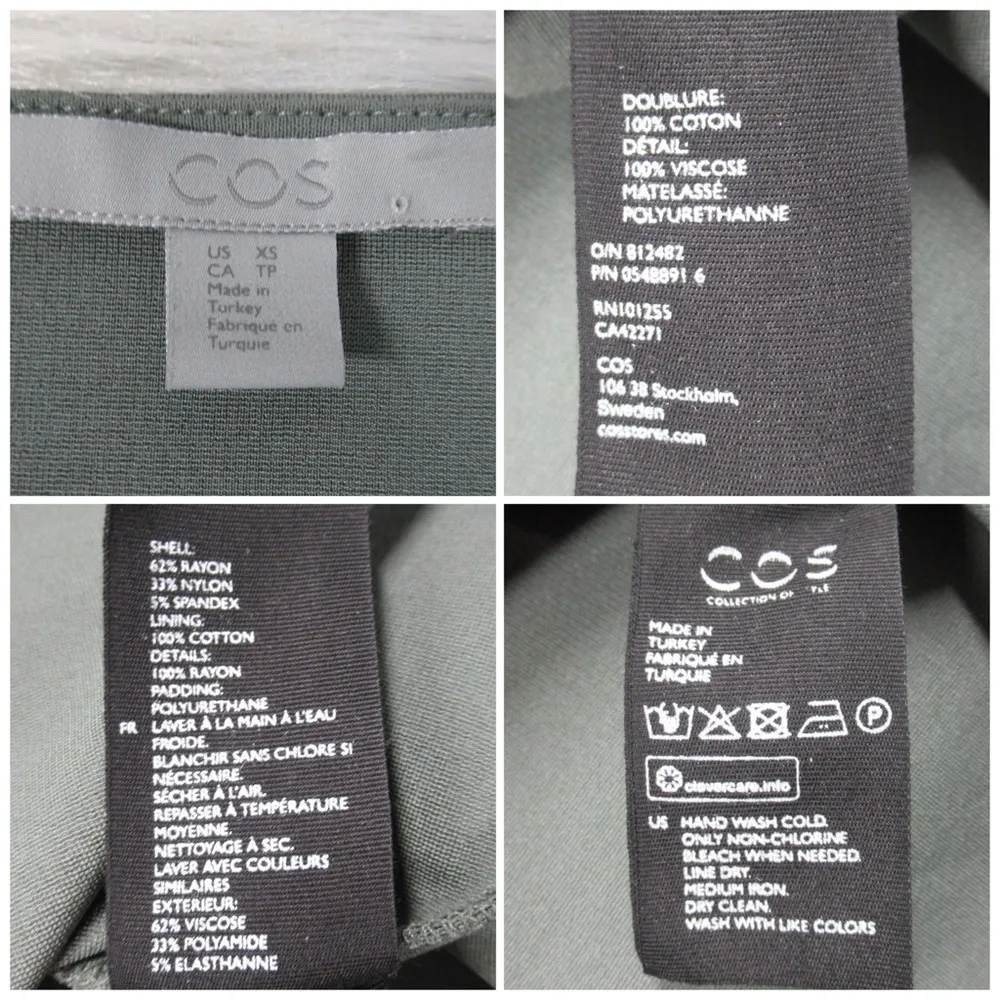 COS
US XS
CA TP
Made in
Turkey
Fabriqué en
Turquie
DOUBLURE:
100% COTON
DÉTAIL:
100% VISCOSE
MATELASSÉ:
POLYURETHANNE
O/N 812482
P/N 0548891 6
RN101255
CA42271
COS
106 38 Stockholm,
Sweden
cosstores.com
SHELL:
62% RAYON
33% NYLON
5% SPANDEX
LINING:
100% COTTON
DETAILS:
100% RAYON
PADDING:
POLYURETHANE
FR LAVER À LA MAIN À L'EAU
FROIDE.
BLANCHIR SANS CHLORE SI
NÉCESSAIRE.
SÉCHER À L'AIR.
REPASSER À TEMPÉRATURE
MOYENNE.
NETTOYAGE À SEC.
LAVER AVEC COULEURS
SIMILAIRES
EXTERIEUR:
62% VISCOSE
33% POLYAMIDE
5% ELASTHANNE
COS
COLLECTION OF
MADE IN
TURKEY
FABRIQUÉ EN
TURQUIE
P
clevercare.info
US HAND WASH COLD.
ONLY NON-CHLORINE
BLEACH WHEN NEEDED.
LINE DRY.
MEDIUM IRON.
DRY CLEAN.
WASH WITH LIKE COLORS